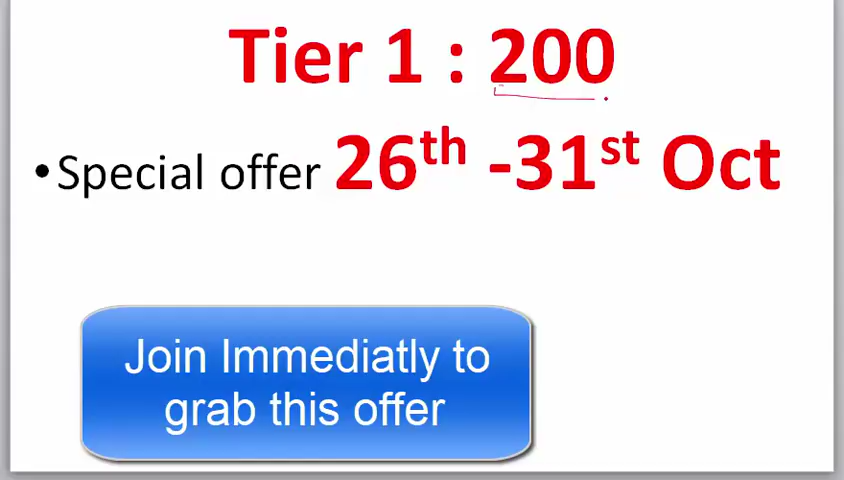 Tier 1 : 200
•Special offer 26th -31st Oct
Join Immediatly to
grab this offer